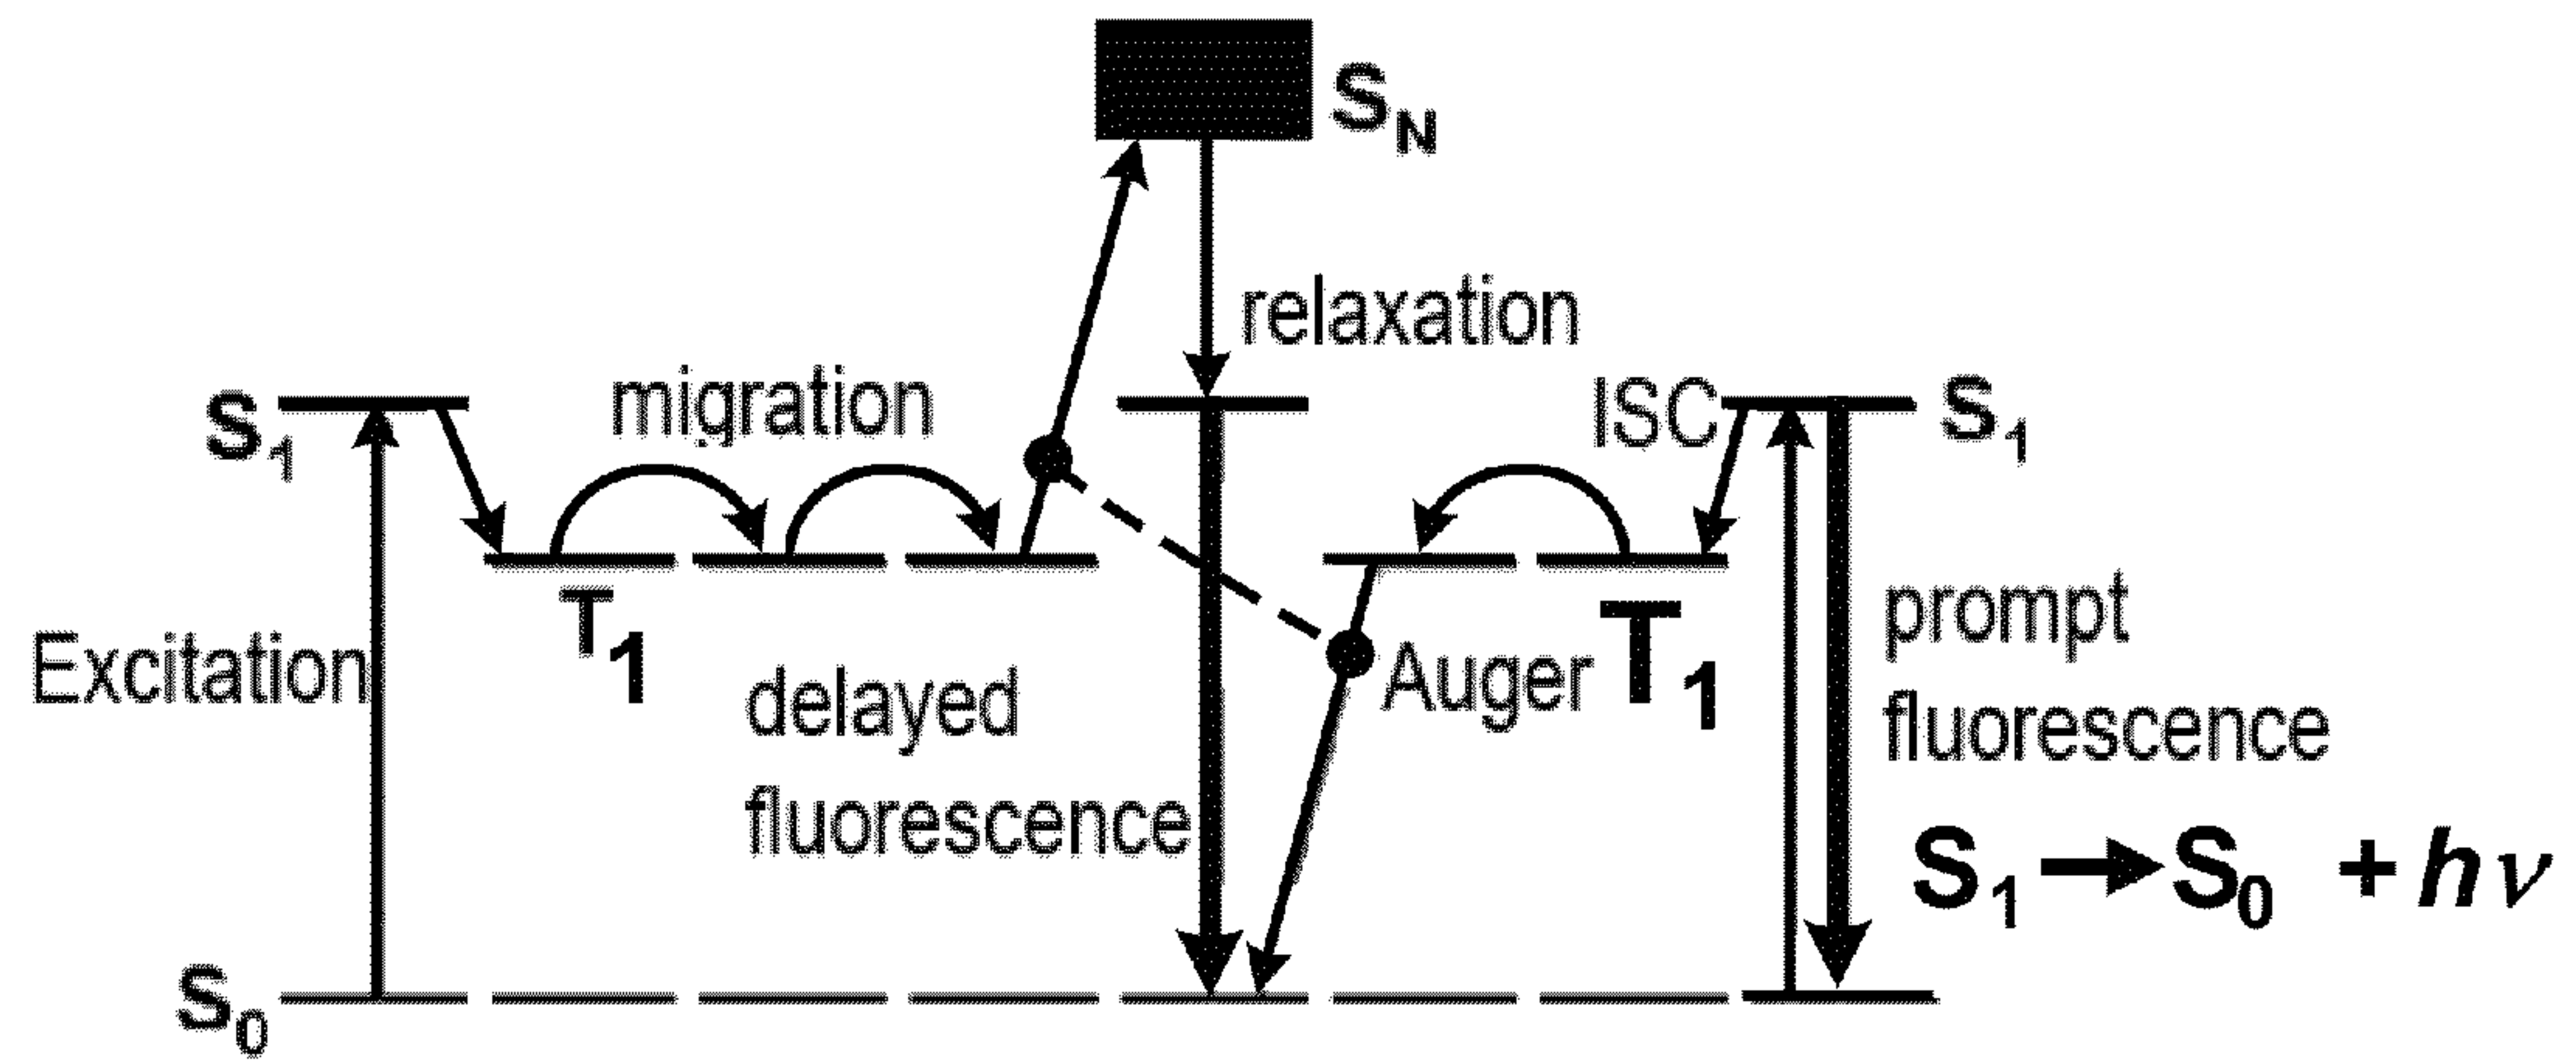 S_N
relaxation
migration
ISC
S_1
S_1
T_1
T_1
Excitation
delayed
fluorescence
Auger
prompt
fluorescence
S_1 → S_0 + hν
S_0